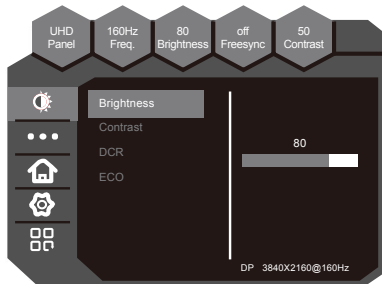 UHD
Panel
160Hz
Freq.
80
Brightness
off
Freesync
50
Contrast
Brightness
Contrast
DCR
ECO
80
DP 3840X2160@160Hz